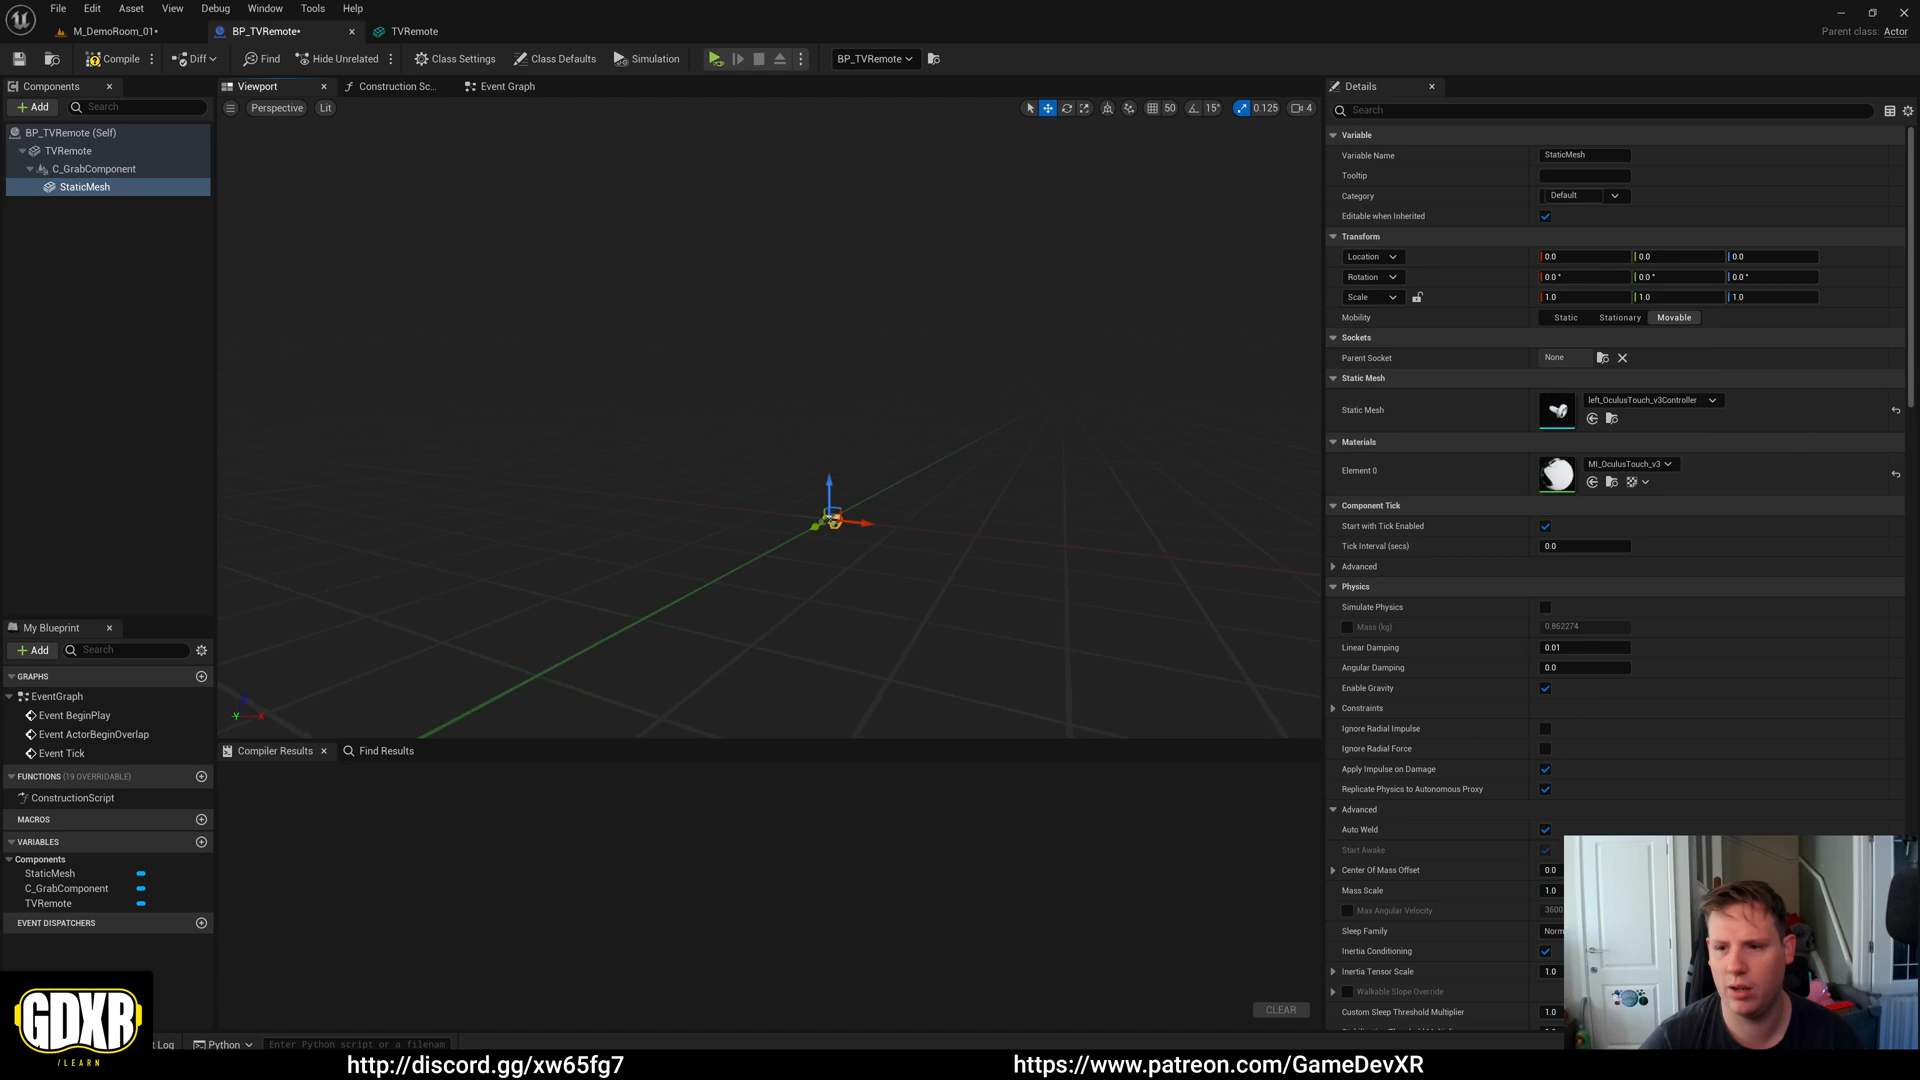 File Edit Asset View Debug Window Tools Help
M_DemoRoom_01*
BP_TVRemote*
TVRemote
Parent class: Actor
Compile
Diff
Find
Hide Unrelated
Class Settings
Class Defaults
Simulation
BP_TVRemote
Components
Add
Search
BP_TVRemote (Self)
TVRemote
C_GrabComponent
StaticMesh
Viewport
Construction Sc...
Event Graph
Perspective
Lit
50
15°
0.125
4
My Blueprint
Add
Search
GRAPHS
EventGraph
Event BeginPlay
Event ActorBeginOverlap
Event Tick
FUNCTIONS (19 OVERRIDABLE)
ConstructionScript
MACROS
VARIABLES
Components
StaticMesh
C_GrabComponent
TVRemote
EVENT DISPATCHERS
Z
Y
X
Compiler Results
Find Results
CLEAR
Details
Search
Variable
Variable Name StaticMesh
Tooltip
Category Default
Editable when Inherited
Transform
Location 0.0 0.0 0.0
Rotation 0.0 ° 0.0 ° 0.0 °
Scale 1.0 1.0 1.0
Mobility Static Stationary Movable
Sockets
Parent Socket None
Static Mesh
Static Mesh left_OculusTouch_v3Controller
Materials
Element 0 MI_OculusTouch_v3
Component Tick
Start with Tick Enabled
Tick Interval (secs) 0.0
Advanced
Physics
Simulate Physics
Mass (kg) 0.862274
Linear Damping 0.01
Angular Damping 0.0
Enable Gravity
Constraints
Ignore Radial Impulse
Ignore Radial Force
Apply Impulse on Damage
Replicate Physics to Autonomous Proxy
Advanced
Auto Weld
Start Awake
Center Of Mass Offset 0.0
Mass Scale 1.0
Max Angular Velocity 3600
Sleep Family Norm
Inertia Conditioning
Inertia Tensor Scale 1.0
Walkable Slope Override
Custom Sleep Threshold Multiplier 1.0
GDXR
/LEARN
t Log
Python
Enter Python script or a filenam
http://discord.gg/xw65fg7
https://www.patreon.com/GameDevXR